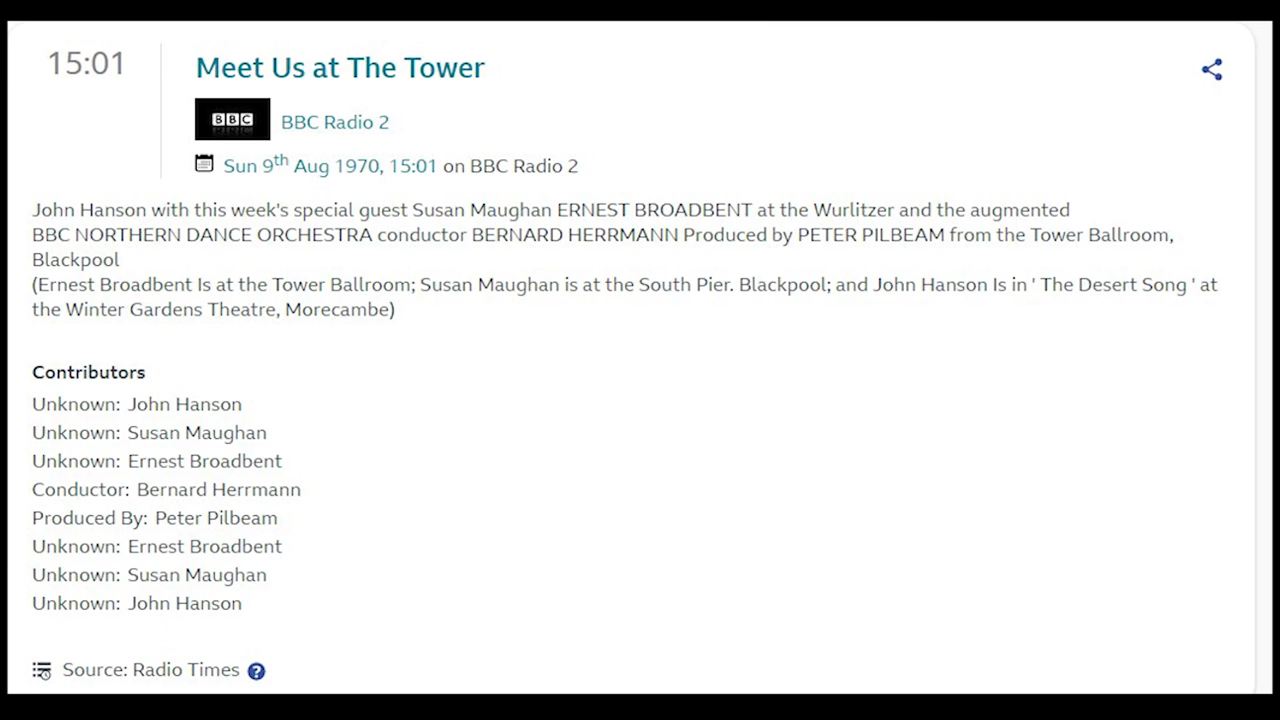 15:01
Meet Us at The Tower
BBC
BBC Radio 2
Sun 9th Aug 1970, 15:01 on BBC Radio 2
John Hanson with this week's special guest Susan Maughan ERNEST BROADBENT at the Wurlitzer and the augmented
BBC NORTHERN DANCE ORCHESTRA conductor BERNARD HERRMANN Produced by PETER PILBEAM from the Tower Ballroom,
Blackpool
(Ernest Broadbent Is at the Tower Ballroom; Susan Maughan is at the South Pier. Blackpool; and John Hanson Is in ' The Desert Song ' at
the Winter Gardens Theatre, Morecambe)
Contributors
Unknown: John Hanson
Unknown: Susan Maughan
Unknown: Ernest Broadbent
Conductor: Bernard Herrmann
Produced By: Peter Pilbeam
Unknown: Ernest Broadbent
Unknown: Susan Maughan
Unknown: John Hanson
Source: Radio Times ?